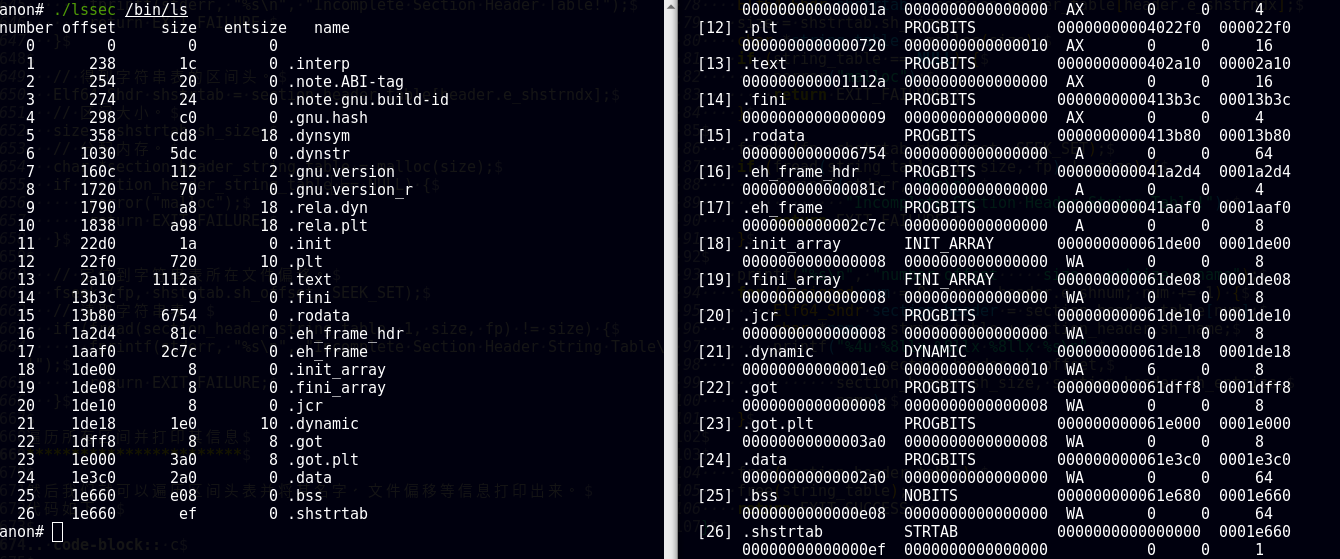 anon# ./lssec /bin/ls
number offset size entsize name
0 0 0 0
1 238 1c 0 .interp
2 254 20 0 .note.ABI-tag
3 274 24 0 .note.gnu.build-id
4 298 c0 0 .gnu.hash
5 358 cd8 18 .dynsym
6 1030 5dc 0 .dynstr
7 160c 112 2 .gnu.version
8 1720 70 0 .gnu.version_r
9 1790 a8 18 .rela.dyn
10 1838 a98 18 .rela.plt
11 22d0 1a 0 .init
12 22f0 720 10 .plt
13 2a10 1112a 0 .text
14 13b3c 9 0 .fini
15 13b80 6754 0 .rodata
16 1a2d4 81c 0 .eh_frame_hdr
17 1aaf0 2c7c 0 .eh_frame
18 1de00 8 0 .init_array
19 1de08 8 0 .fini_array
20 1de10 8 0 .jcr
21 1de18 1e0 10 .dynamic
22 1dff8 8 8 .got
23 1e000 3a0 8 .got.plt
24 1e3c0 2a0 0 .data
25 1e660 e08 0 .bss
26 1e660 ef 0 .shstrtab
anon#
000000000000001a 0000000000000000 AX 0 0 4
[12] .plt PROGBITS 00000000004022f0 000022f0
0000000000000720 0000000000000010 AX 0 0 16
[13] .text PROGBITS 0000000000402a10 00002a10
000000000001112a 0000000000000000 AX 0 0 16
[14] .fini PROGBITS 0000000000413b3c 00013b3c
0000000000000009 0000000000000000 AX 0 0 4
[15] .rodata PROGBITS 0000000000413b80 00013b80
0000000000006754 0000000000000000 A 0 0 64
[16] .eh_frame_hdr PROGBITS 000000000041a2d4 0001a2d4
000000000000081c 0000000000000000 A 0 0 4
[17] .eh_frame PROGBITS 000000000041aaf0 0001aaf0
0000000000002c7c 0000000000000000 A 0 0 8
[18] .init_array INIT_ARRAY 000000000061de00 0001de00
0000000000000008 0000000000000000 WA 0 0 8
[19] .fini_array FINI_ARRAY 000000000061de08 0001de08
0000000000000008 0000000000000000 WA 0 0 8
[20] .jcr PROGBITS 000000000061de10 0001de10
0000000000000008 0000000000000000 WA 0 0 8
[21] .dynamic DYNAMIC 000000000061de18 0001de18
00000000000001e0 0000000000000010 WA 6 0 8
[22] .got PROGBITS 000000000061dff8 0001dff8
0000000000000008 0000000000000008 WA 0 0 8
[23] .got.plt PROGBITS 000000000061e000 0001e000
00000000000003a0 0000000000000008 WA 0 0 8
[24] .data PROGBITS 000000000061e3c0 0001e3c0
00000000000002a0 0000000000000000 WA 0 0 64
[25] .bss NOBITS 000000000061e680 0001e660
0000000000000e08 0000000000000000 WA 0 0 64
[26] .shstrtab STRTAB 0000000000000000 0001e660
00000000000000ef 0000000000000000 0 0 1